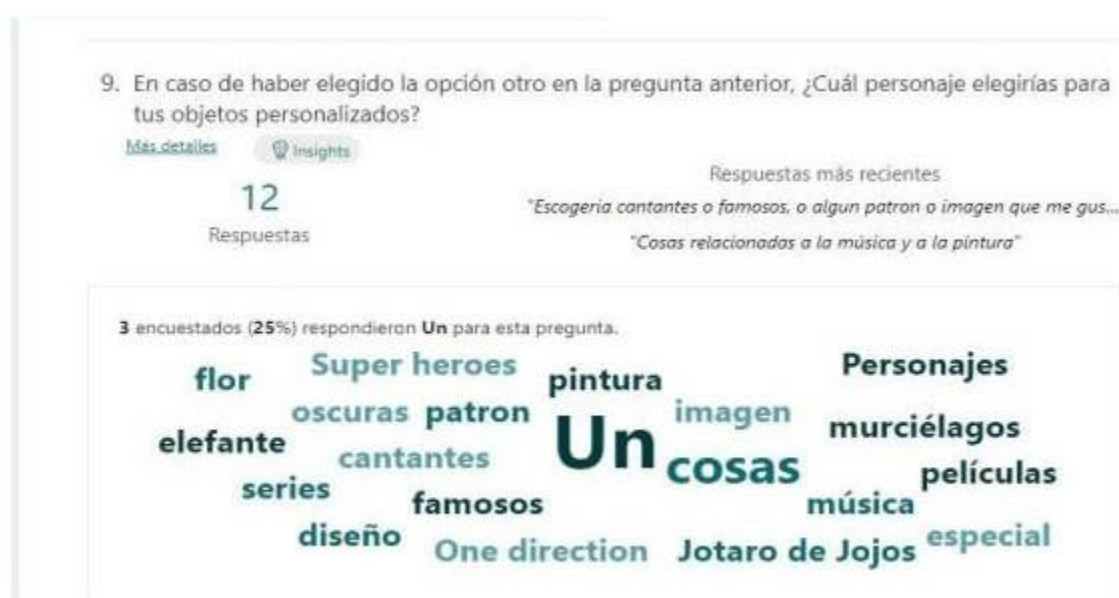 9. En caso de haber elegido la opción otro en la pregunta anterior, ¿Cuál personaje elegirías para
tus objetos personalizados?
Más detalles
Insights
12
Respuestas
Respuestas más recientes
"Escogeria cantantes o famosos, o algun patron o imagen que me gus...
"Cosas relacionadas a la música y a la pintura"
3 encuestados (25%) respondieron Un para esta pregunta.
flor Super heroes pintura Personajes
oscuras patron Un imagen murciélagos
elefante cantantes cosas películas
series famosos música
diseño One direction Jotaro de Jojos especial